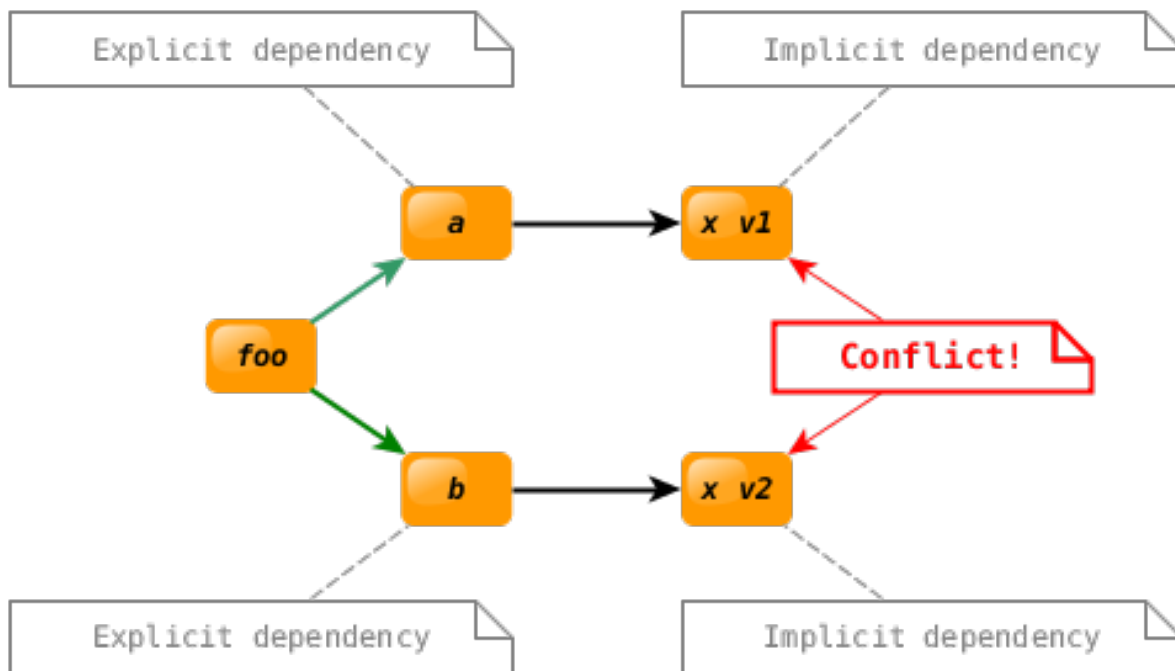 Explicit dependency
Implicit dependency
a
x v1
foo
Conflict!
b
x v2
Explicit dependency
Implicit dependency